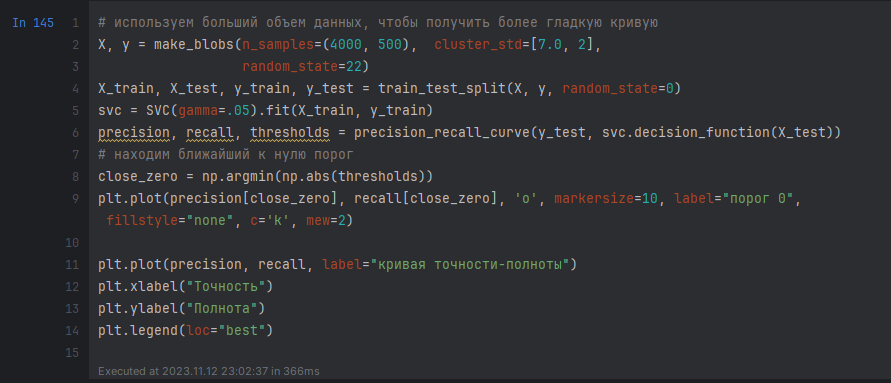 In 145
1 # используем больший объем данных, чтобы получить более гладкую кривую
2 X, y = make_blobs(n_samples=(4000, 500),  cluster_std=[7.0, 2],
3                   random_state=22)
4 X_train, X_test, y_train, y_test = train_test_split(X, y, random_state=0)
5 svc = SVC(gamma=.05).fit(X_train, y_train)
6 precision, recall, thresholds = precision_recall_curve(y_test, svc.decision_function(X_test))
7 # находим ближайший к нулю порог
8 close_zero = np.argmin(np.abs(thresholds))
9 plt.plot(precision[close_zero], recall[close_zero], 'o', markersize=10, label="порог 0",
fillstyle="none", c='k', mew=2)
10
11 plt.plot(precision, recall, label="кривая точности-полноты")
12 plt.xlabel("Точность")
13 plt.ylabel("Полнота")
14 plt.legend(loc="best")
15
Executed at 2023.11.12 23:02:37 in 366ms